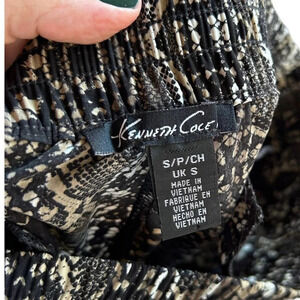 KENNETH COLE
S/P/CH
UK S
MADE IN
VIETNAM
FABRIQUE EN
VIETNAM
HECHO EN
VIETNAM